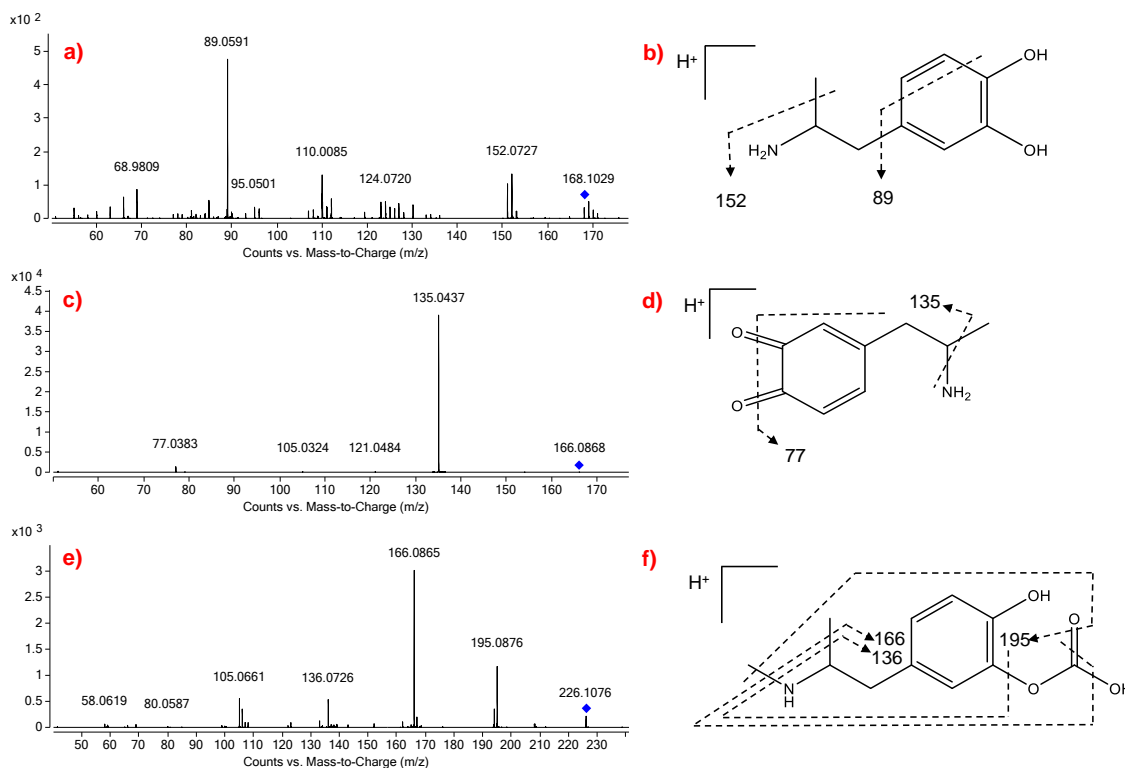 x10 2
a)
5
4
3
2
1
0
89.0591
68.9809
95.0501
110.0085
124.0720
152.0727
168.1029
60 70 80 90 100 110 120 130 140 150 160 170
Counts vs. Mass-to-Charge (m/z)
b)
H+
OH
OH
H2N
152
89
x10 4
c)
4.5
4
3.5
3
2.5
2
1.5
1
0.5
0
135.0437
77.0383
105.0324
121.0484
166.0868
60 70 80 90 100 110 120 130 140 150 160 170
Counts vs. Mass-to-Charge (m/z)
d)
H+
135
O
O
NH2
77
x10 3
e)
3
2.5
2
1.5
1
0.5
0
166.0865
195.0876
105.0661
136.0726
58.0619
80.0587
226.1076
50 60 70 80 90 100 110 120 130 140 150 160 170 180 190 200 210 220 230
Counts vs. Mass-to-Charge (m/z)
f)
H+
OH
O
166
195
136
N
H
O
OH